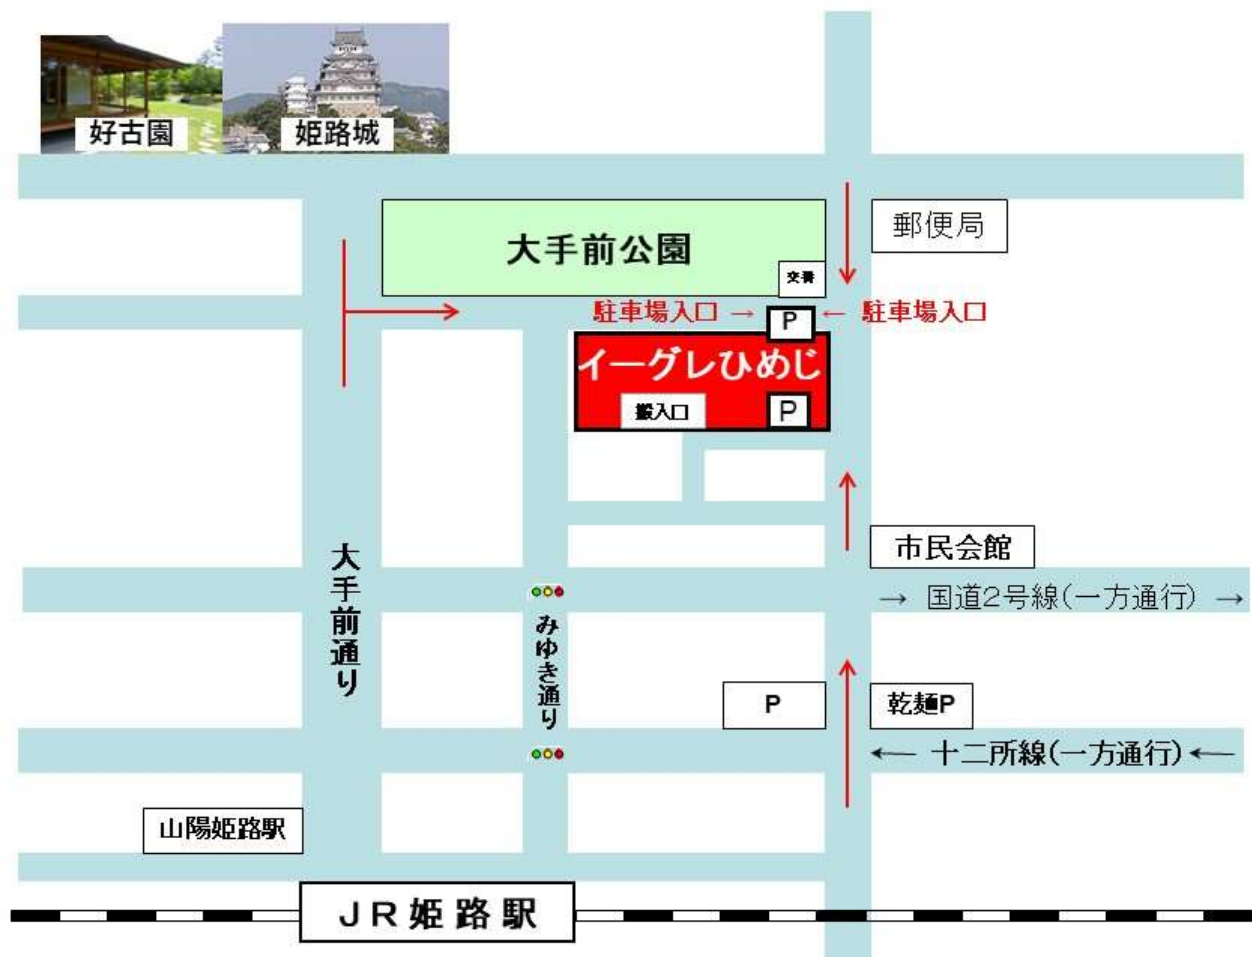 好古園
姫路城
大手前公園
交番
郵便局
駐車場入口 →
P
← 駐車場入口
イーグレひめじ
搬入口
P
市民会館
大手前通り
→ 国道2号線(一方通行) →
みゆき通り
P
乾麺P
← 十二所線(一方通行) ←
山陽姫路駅
JR姫路駅